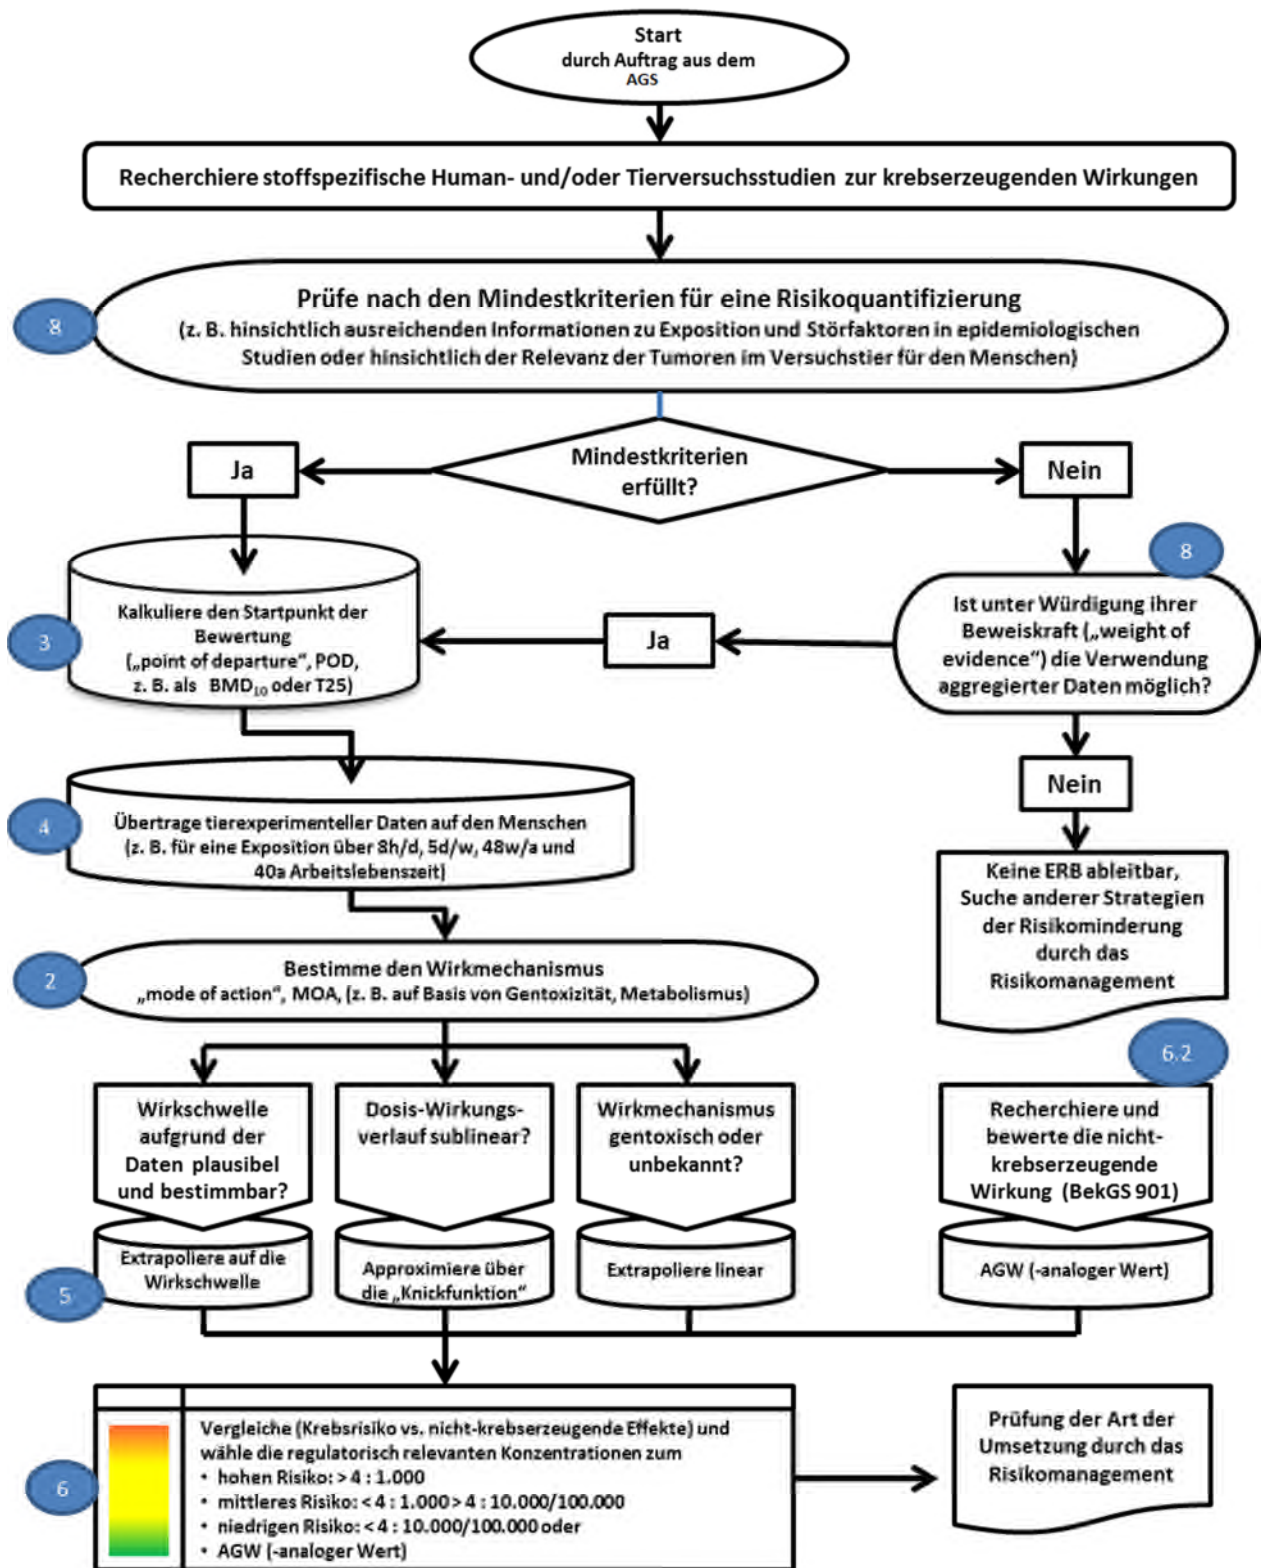 Start
durch Auftrag aus dem
AGS
Recherchiere stoffspezifische Human- und/oder Tierversuchsstudien zur krebserzeugenden Wirkungen
8
Prüfe nach den Mindestkriterien für eine Risikoquantifizierung
(z. B. hinsichtlich ausreichenden Informationen zu Exposition und Störfaktoren in epidemiologischen
Studien oder hinsichtlich der Relevanz der Tumoren im Versuchstier für den Menschen)
Mindestkriterien
erfüllt?
Ja
Nein
3
Kalkuliere den Startpunkt der
Bewertung
(„point of departure“, POD,
z. B. als BMD₁₀ oder T25)
Ja
8
Ist unter Würdigung ihrer
Beweiskraft („weight of
evidence“) die Verwendung
aggregierter Daten möglich?
Nein
4
Übertrage tierexperimenteller Daten auf den Menschen
(z. B. für eine Exposition über 8h/d, 5d/w, 48w/a und
40a Arbeitslebenszeit)
Keine ERB ableitbar,
Suche anderer Strategien
der Risikominderung
durch das
Risikomanagement
2
Bestimme den Wirkmechanismus
„mode of action“, MOA, (z. B. auf Basis von Gentoxizität, Metabolismus)
Wirkschwelle
aufgrund der
Daten plausibel
und bestimmbar?
Dosis-Wirkungs-
verlauf sublinear?
Wirkmechanismus
gentoxisch oder
unbekannt?
6.2
Recherchiere und
bewerte die nicht-
krebserzeugende
Wirkung (BekGS 901)
5
Extrapoliere auf die
Wirkschwelle
Approximiere über
die „Knickfunktion“
Extrapoliere linear
AGW (-analoger Wert)
6
Vergleiche (Krebsrisiko vs. nicht-krebserzeugende Effekte) und
wähle die regulatorisch relevanten Konzentrationen zum
• hohen Risiko: > 4 : 1.000
• mittleres Risiko: < 4 : 1.000 > 4 : 10.000/100.000
• niedrigen Risiko: < 4 : 10.000/100.000 oder
• AGW (-analoger Wert)
Prüfung der Art der
Umsetzung durch das
Risikomanagement